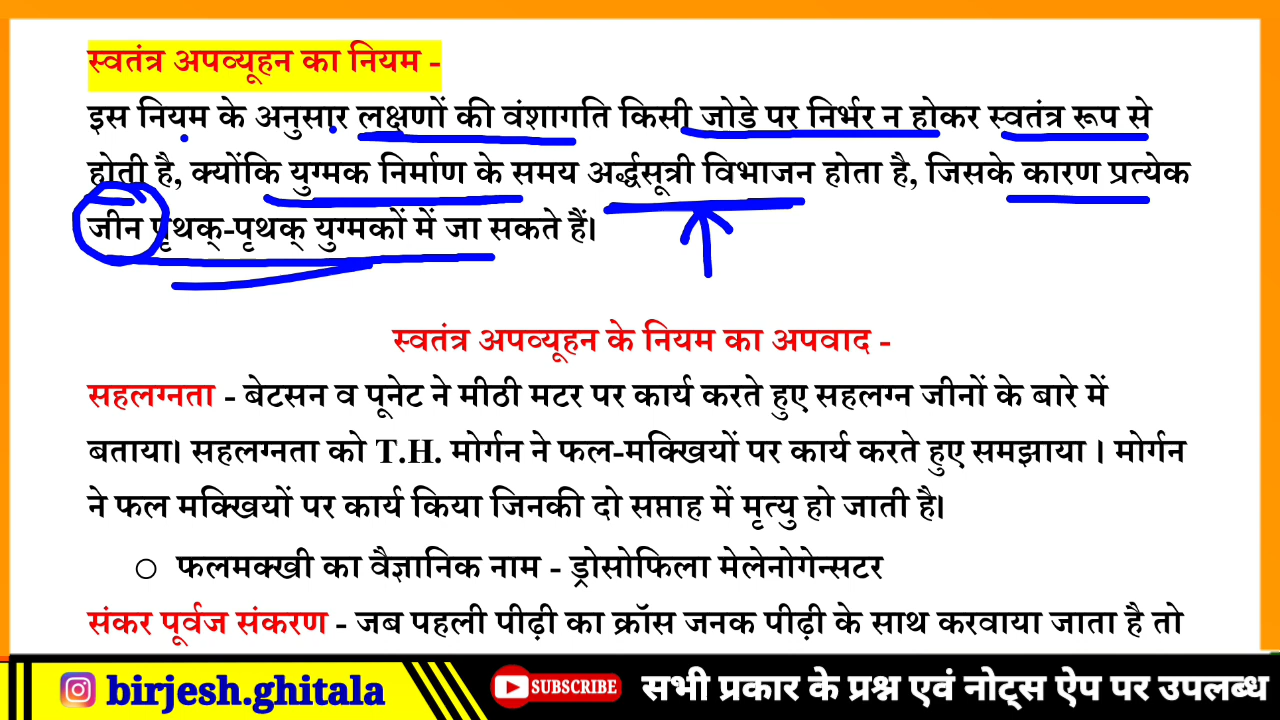 स्वतंत्र अपव्यूहन का नियम -
इस नियम के अनुसार लक्षणों की वंशागति किसी जोडे पर निर्भर न होकर स्वतंत्र रूप से
होती है, क्योंकि युग्मक निर्माण के समय अर्द्धसूत्री विभाजन होता है, जिसके कारण प्रत्येक
जीन पृथक्-पृथक् युग्मकों में जा सकते हैं।
स्वतंत्र अपव्यूहन के नियम का अपवाद -
सहलग्नता - बेटसन व पूनेट ने मीठी मटर पर कार्य करते हुए सहलग्न जीनों के बारे में
बताया। सहलग्नता को T.H. मोर्गन ने फल-मक्खियों पर कार्य करते हुए समझाया । मोर्गन
ने फल मक्खियों पर कार्य किया जिनकी दो सप्ताह में मृत्यु हो जाती है।
○ फलमक्खी का वैज्ञानिक नाम - ड्रोसोफिला मेलेनोगेन्सटर
संकर पूर्वज संकरण - जब पहली पीढ़ी का क्रॉस जनक पीढ़ी के साथ करवाया जाता है तो
birjesh.ghitala
SUBSCRIBE
सभी प्रकार के प्रश्न एवं नोट्स ऐप पर उपलब्ध